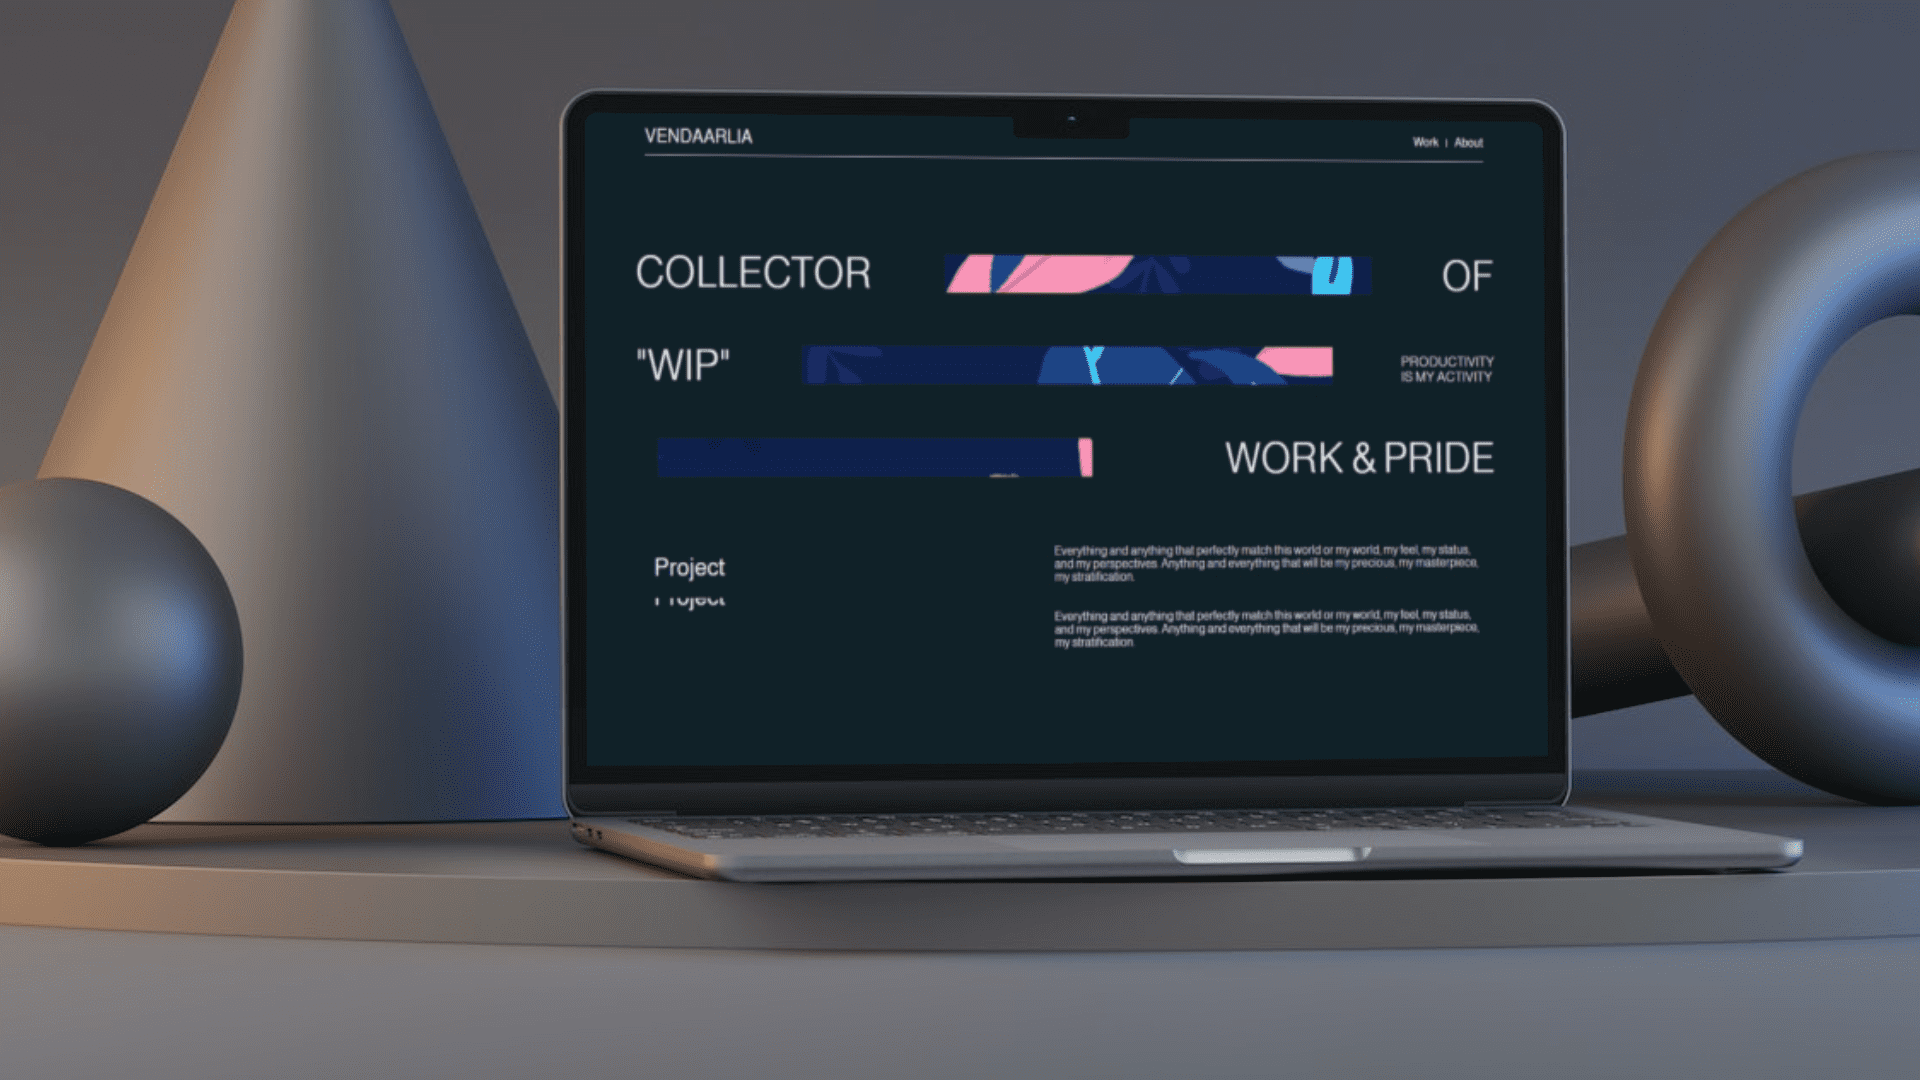 VENDAARLIA
Work | About
COLLECTOR OF
"WIP"
PRODUCTIVITY
IS MY ACTIVITY
WORK & PRIDE
Project
Project
Everything and anything that perfectly match this world or my world, my feel, my status,
and my perspectives. Anything and everything that will be my precious, my masterpiece,
my stratification.
Everything and anything that perfectly match this world or my world, my feel, my status,
and my perspectives. Anything and everything that will be my precious, my masterpiece,
my stratification.